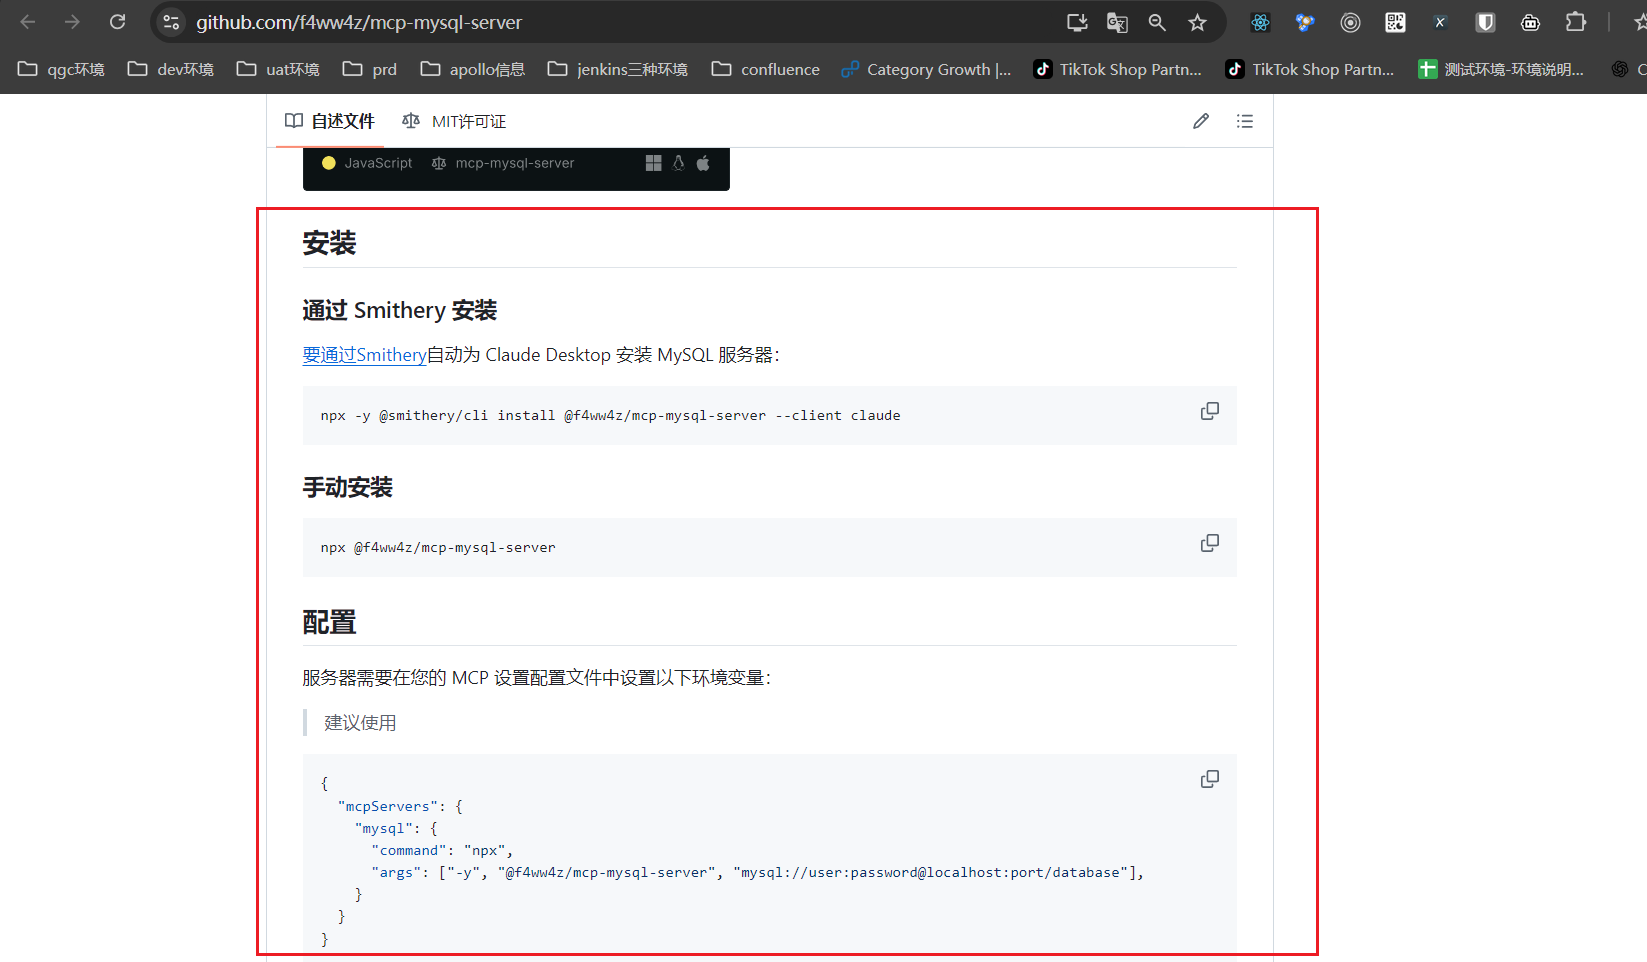 github.com/f4ww4z/mcp-mysql-server
qgc环境 dev环境 uat环境 prd apollo信息 jenkins三种环境 confluence Category Growth |... TikTok Shop Partn... TikTok Shop Partn... 测试环境-环境说明...
自述文件 MIT许可证
JavaScript mcp-mysql-server
安装
通过 Smithery 安装
要通过Smithery自动为 Claude Desktop 安装 MySQL 服务器：
npx -y @smithery/cli install @f4ww4z/mcp-mysql-server --client claude
手动安装
npx @f4ww4z/mcp-mysql-server
配置
服务器需要在您的 MCP 设置配置文件中设置以下环境变量：
建议使用
{
"mcpServers": {
"mysql": {
"command": "npx",
"args": ["-y", "@f4ww4z/mcp-mysql-server", "mysql://user:password@localhost:port/database"],
}
}
}